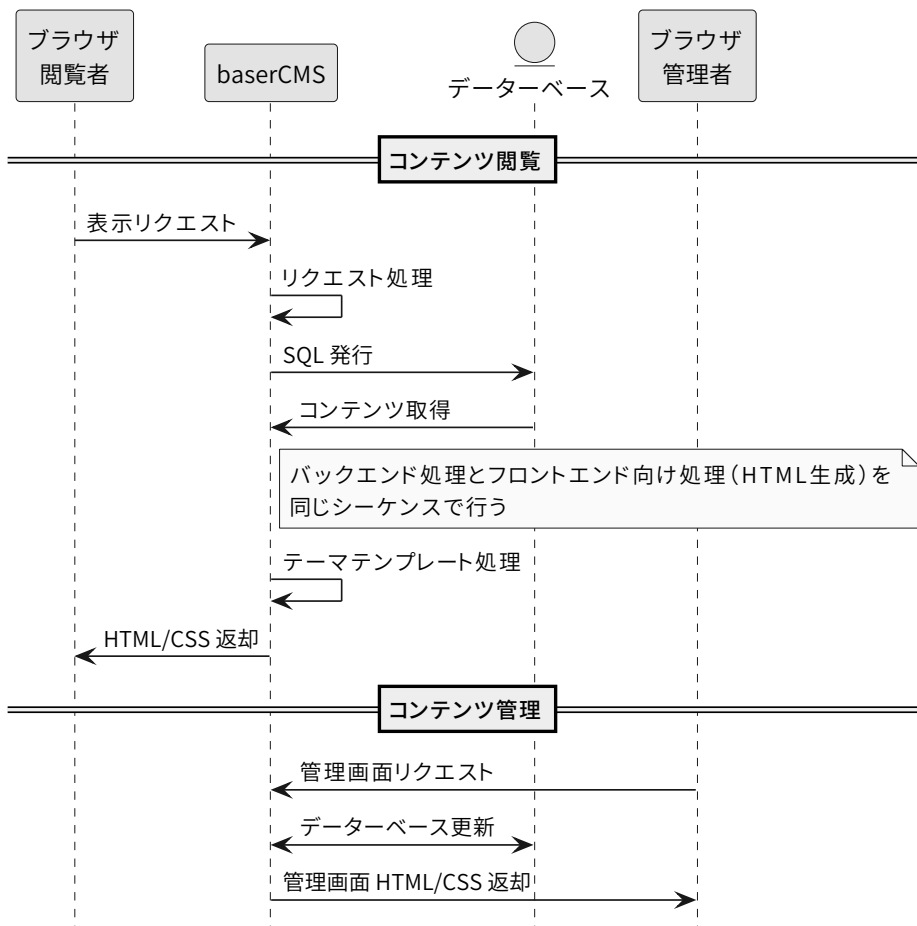 ブラウザ
閲覧者
baserCMS
データーベース
ブラウザ
管理者
コンテンツ閲覧
表示リクエスト
リクエスト処理
SQL 発行
コンテンツ取得
バックエンド処理とフロントエンド向け処理（HTML生成）を
同じシーケンスで行う
テーマテンプレート処理
HTML/CSS 返却
コンテンツ管理
管理画面リクエスト
データーベース更新
管理画面 HTML/CSS 返却